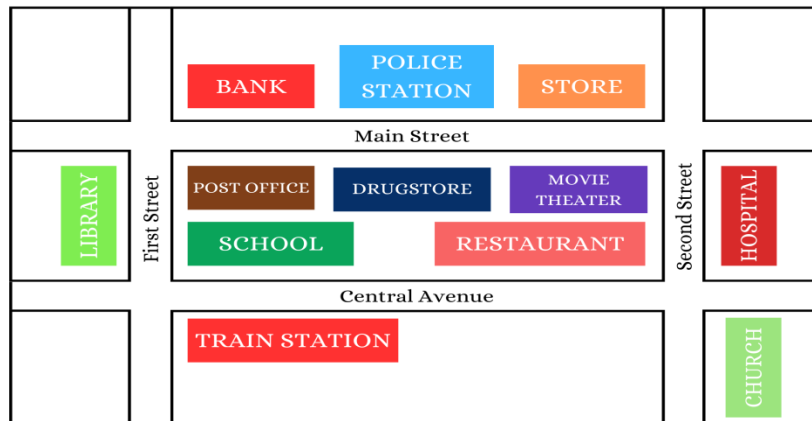 BANK
POLICE
STATION
STORE
Main Street
LIBRARY
First Street
POST OFFICE
DRUGSTORE
MOVIE
THEATER
Second Street
HOSPITAL
SCHOOL
RESTAURANT
Central Avenue
TRAIN STATION
CHURCH